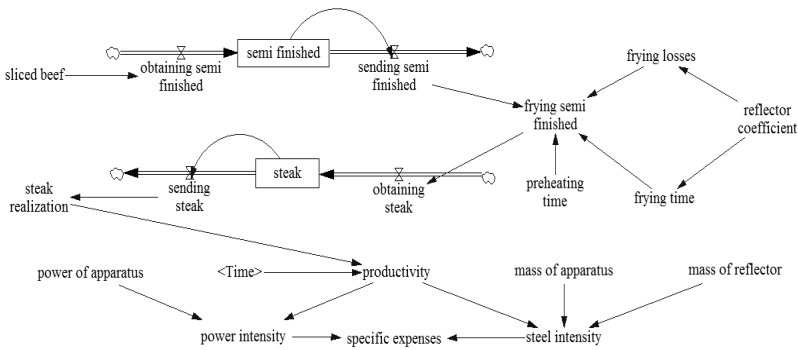 semi finished
sliced beef
obtaining semi
finished
sending semi
finished
frying losses
frying semi
finished
reflector
coefficient
steak
sending
steak
obtaining
steak
preheating
time
frying time
steak
realization
power of apparatus
<Time>
productivity
mass of apparatus
mass of reflector
power intensity
specific expenses
steel intensity